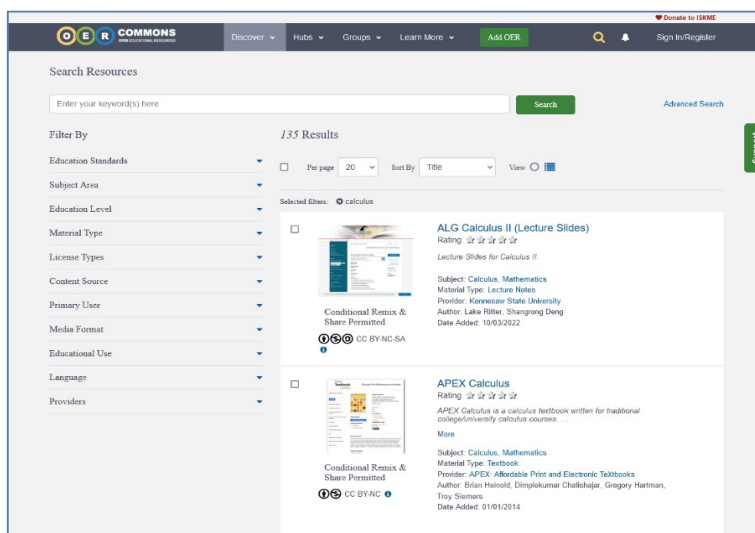 Donate to ISKME
OER COMMONS
OPEN EDUCATIONAL RESOURCES
Discover Hubs Groups Learn More Add OER Sign In/Register
Search Resources
Enter your keyword(s) here Search Advanced Search
Filter By
Education Standards
Subject Area
Education Level
Material Type
License Types
Content Source
Primary User
Media Format
Educational Use
Language
Providers
135 Results
Per page 20 Sort By Title View
Selected filters: calculus
ALG Calculus II (Lecture Slides)
Rating
Lecture Slides for Calculus II.
Subject: Calculus, Mathematics
Material Type: Lecture Notes
Provider: Kennesaw State University
Author: Lake Ritter, Shangrong Deng
Date Added: 10/03/2022
Conditional Remix &
Share Permitted
CC BY-NC-SA
APEX Calculus
Rating
APEX Calculus is a calculus textbook written for traditional
college/university calculus courses. ...
More
Subject: Calculus, Mathematics
Material Type: Textbook
Provider: APEX: Affordable Print and Electronic TeXtbooks
Author: Brian Heinold, Dimplekumar Chalishajar, Gregory Hartman,
Troy Siemers
Date Added: 01/01/2014
Conditional Remix &
Share Permitted
CC BY-NC
Support